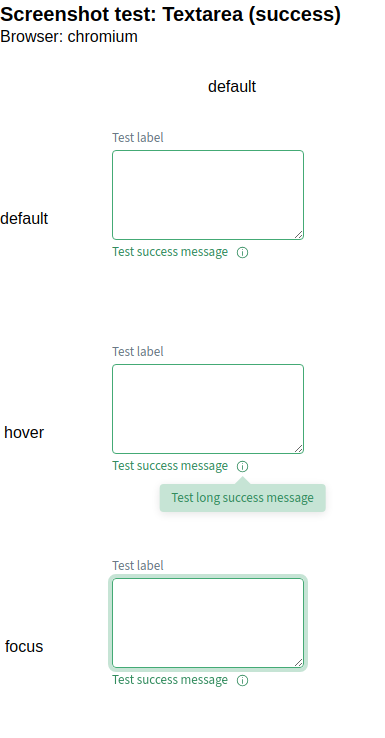 Screenshot test: Textarea (success)
Browser: chromium
default
Test label
default
Test success message
Test label
hover
Test success message
Test long success message
Test label
focus
Test success message